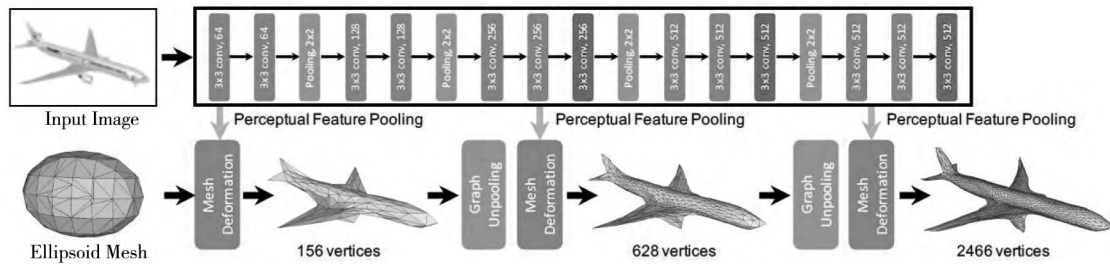 3x3 conv, 64
3x3 conv, 64
Pooling, 2x2
3x3 conv, 128
3x3 conv, 128
Pooling, 2x2
3x3 conv, 256
3x3 conv, 256
3x3 conv, 256
Pooling, 2x2
3x3 conv, 512
3x3 conv, 512
3x3 conv, 512
Pooling, 2x2
3x3 conv, 512
3x3 conv, 512
3x3 conv, 512
Input Image
Perceptual Feature Pooling
Perceptual Feature Pooling
Perceptual Feature Pooling
Mesh
Deformation
Graph
Unpooling
Mesh
Deformation
Graph
Unpooling
Mesh
Deformation
Ellipsoid Mesh
156 vertices
628 vertices
2466 vertices